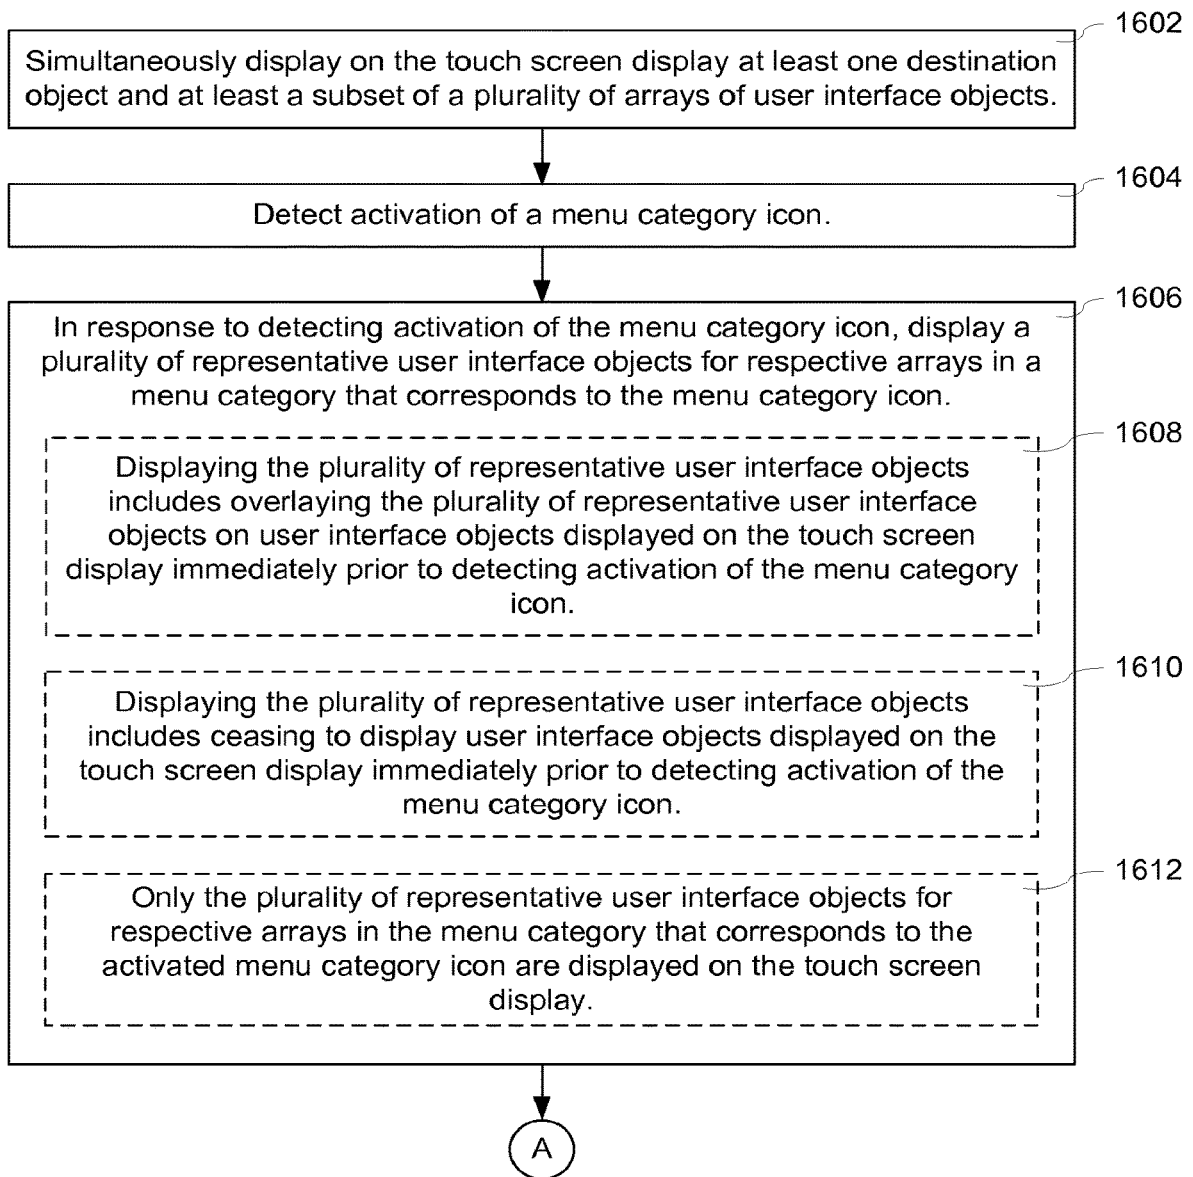 1602
Simultaneously display on the touch screen display at least one destination
object and at least a subset of a plurality of arrays of user interface objects.
1604
Detect activation of a menu category icon.
1606
In response to detecting activation of the menu category icon, display a
plurality of representative user interface objects for respective arrays in a
menu category that corresponds to the menu category icon.
1608
Displaying the plurality of representative user interface objects
includes overlaying the plurality of representative user interface
objects on user interface objects displayed on the touch screen
display immediately prior to detecting activation of the menu category
icon.
1610
Displaying the plurality of representative user interface objects
includes ceasing to display user interface objects displayed on the
touch screen display immediately prior to detecting activation of the
menu category icon.
1612
Only the plurality of representative user interface objects for
respective arrays in the menu category that corresponds to the
activated menu category icon are displayed on the touch screen
display.
A